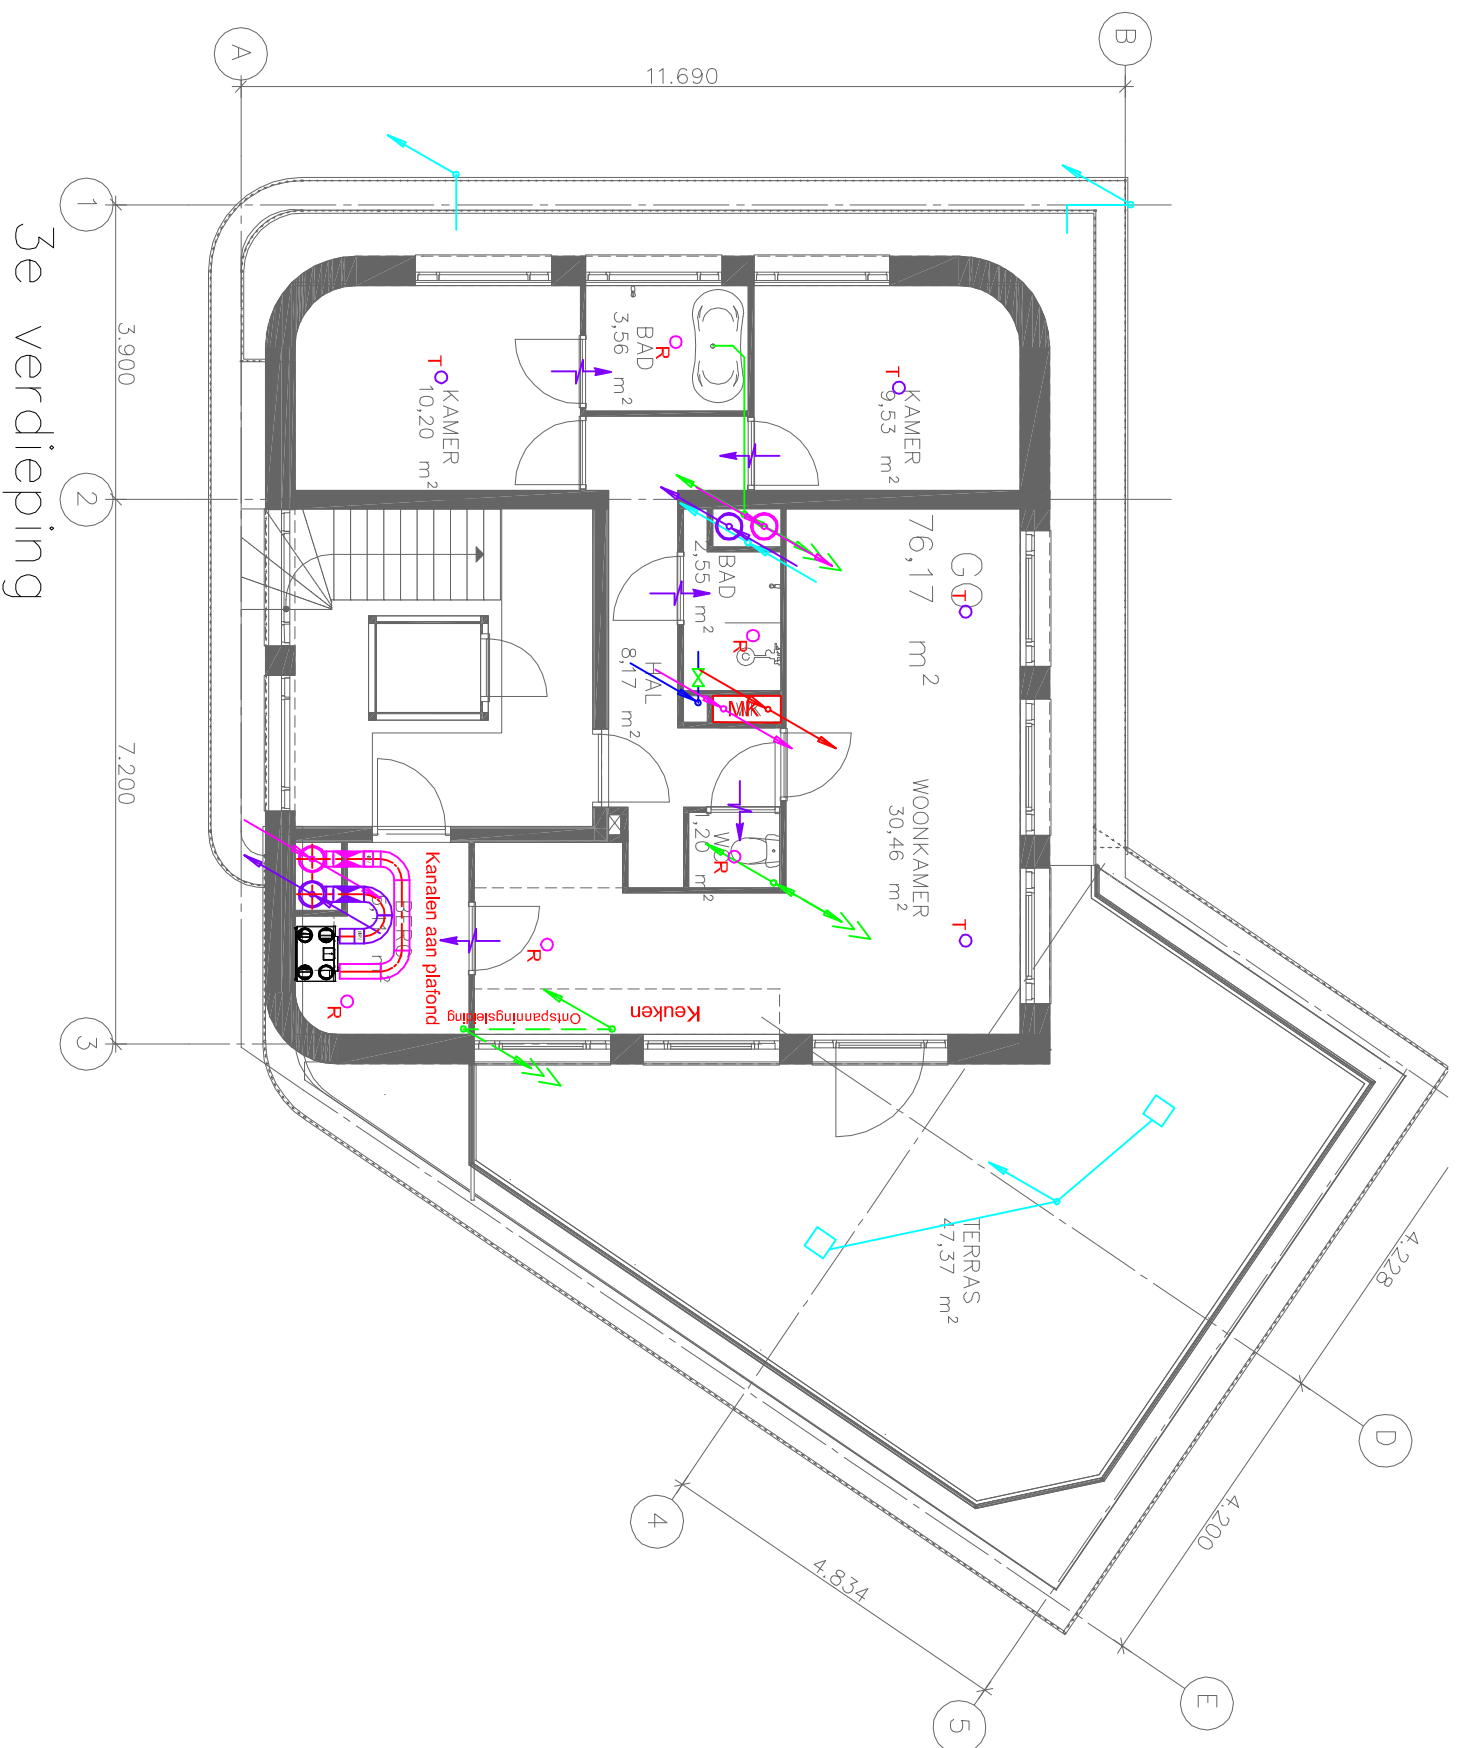 3e verdieping
A
B
11.690
1
2
3
3.900
7.200
KAMER
10,20 m²
T
BAD
3,56 m²
R
KAMER
9,53 m²
T
GO
76,17 m²
T
BAD
2,55 m²
R
HAL
8,17 m²
MK
WOONKAMER
30,46 m²
T
1,20 m²
R
Kanalen aan plafond
R
R
Ontspanningsleiding
Keuken
TERRAS
47,37 m²
4.228
4.200
4.834
D
E
4
5